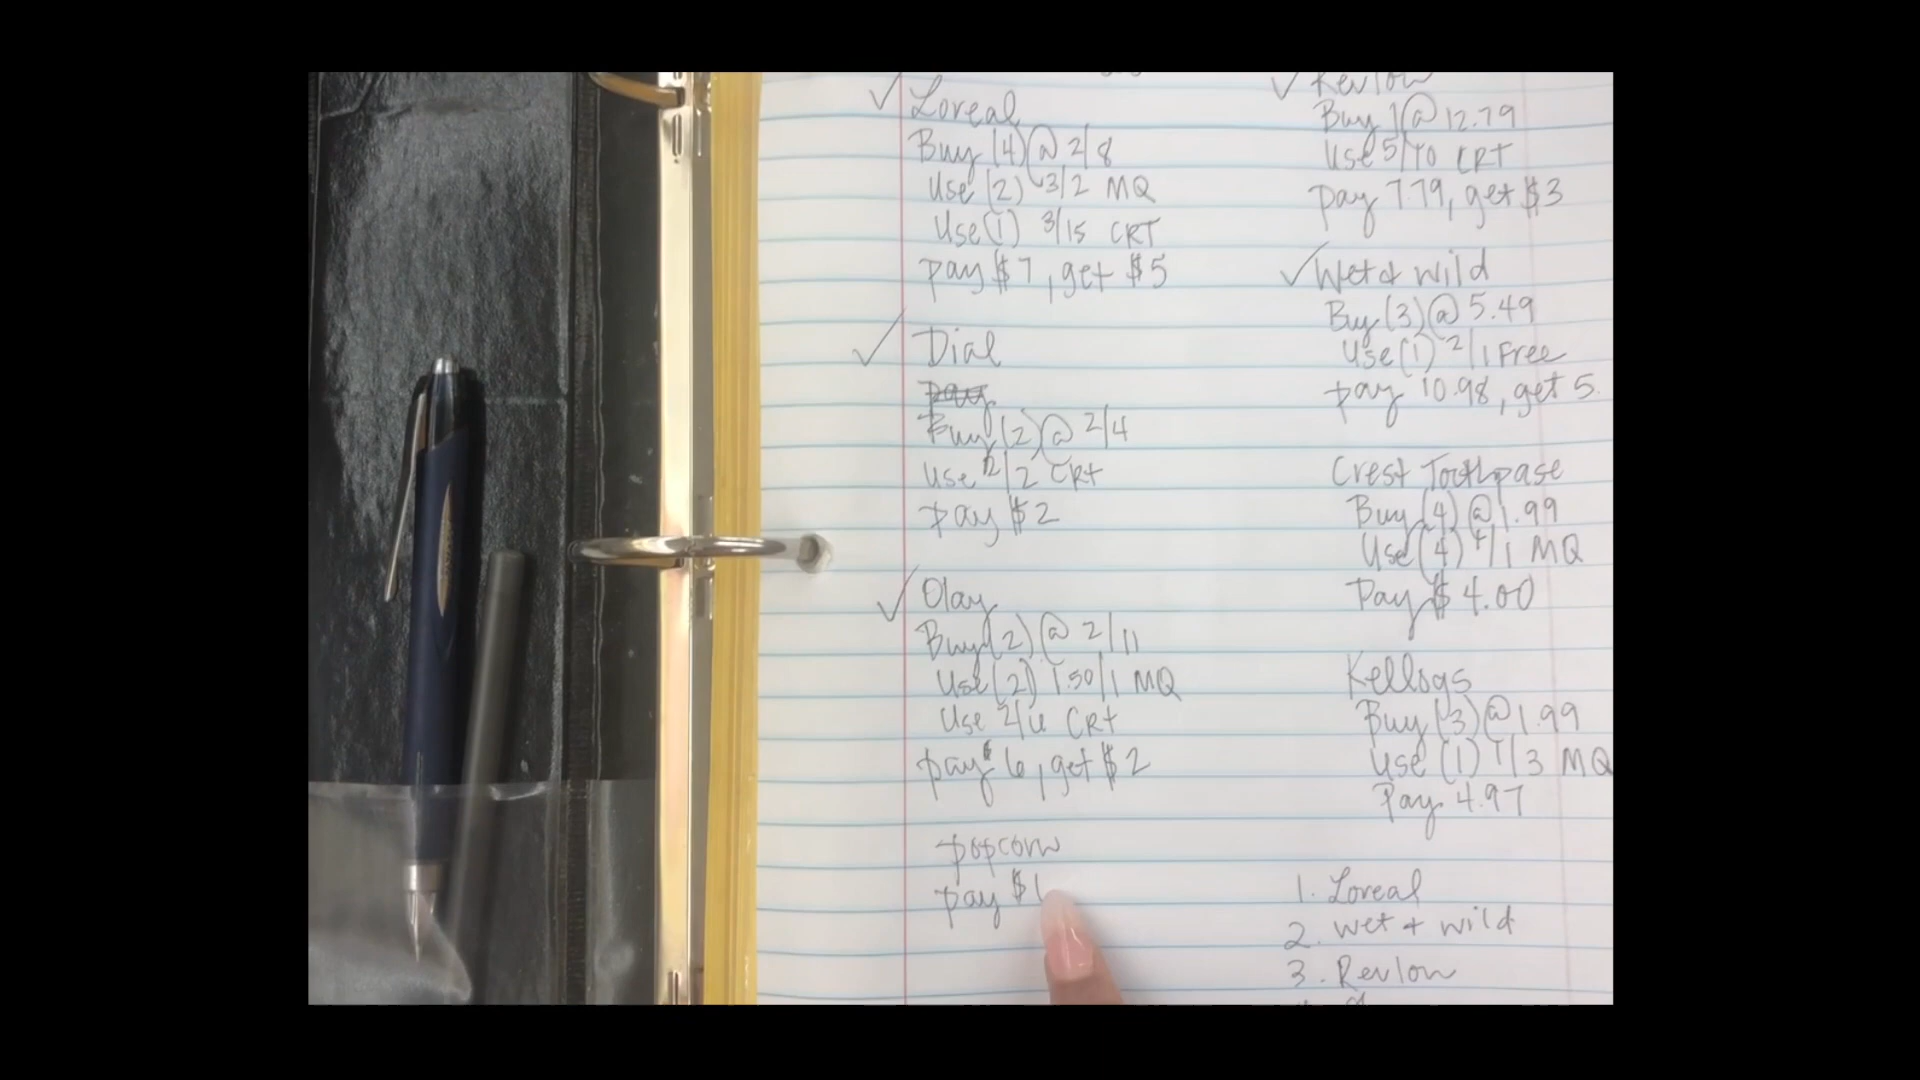 Loreal
Buy (4) @ 2/8
Use (2) 3/2 MQ
Use (1) 3/15 CRT
pay $7, get $5
Dial
pay
Buy (2) @ 2/4
Use 2/2 CRT
pay $2
Olay
Buy (2) @ 2/11
Use (2) 1.50/1 MQ
Use 2/ CRT
pay 6, get $2
popcorn
pay $1
Revlon
Buy 1 @ 12.79
Use 5/10 CRT
pay 7.79, get $3
Wet & Wild
Buy (3) @ 5.49
Use (1) 2/1 Free
pay 10.98, get 5.
Crest Toothpase
Buy (4) @ 1.99
Use (4) 4/1 MQ
Pay $4.00
Kellogs
Buy (3) @ 1.99
Use (1) 1/3 MQ
Pay 4.97
1. Loreal
2. wet + wild
3. Revlon